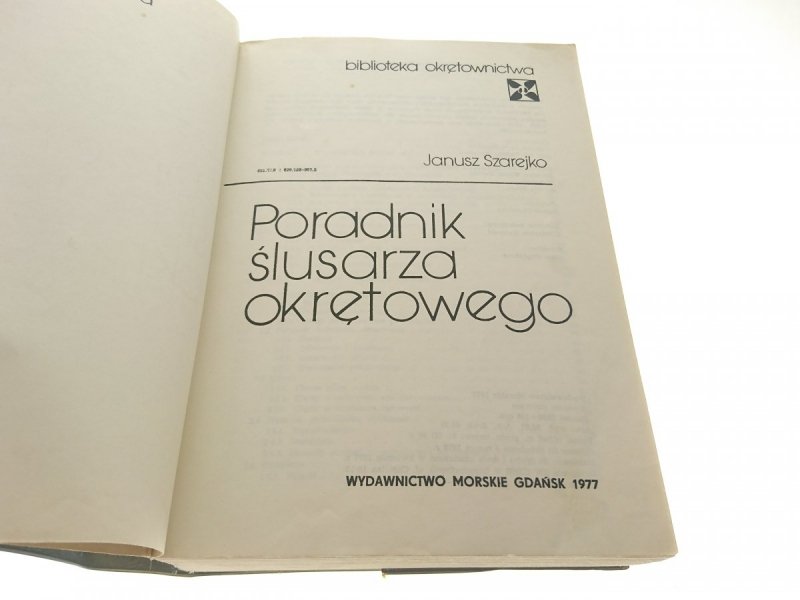 biblioteka okrętownictwa
Janusz Szarejko
Poradnik
ślusarza
okrętowego
WYDAWNICTWO MORSKIE GDAŃSK 1977